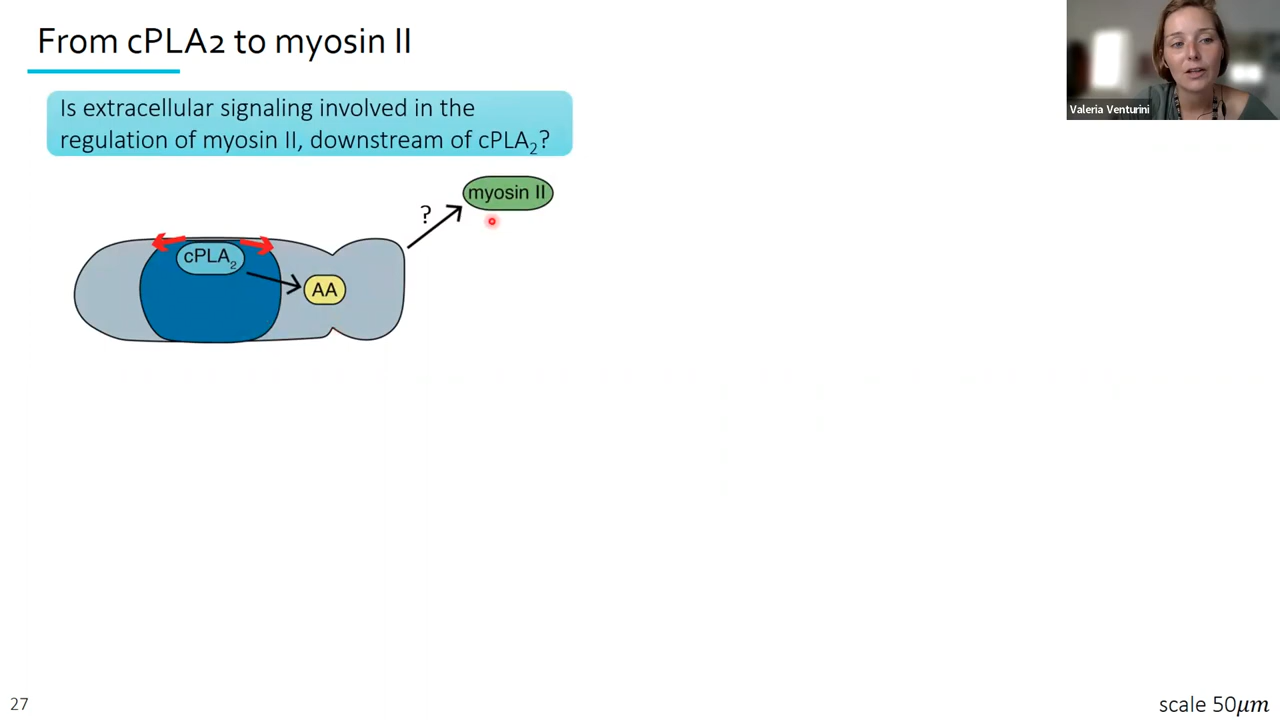 From cPLA2 to myosin II
Is extracellular signaling involved in the
regulation of myosin II, downstream of cPLA₂?
Valeria Venturini
myosin II
?
cPLA₂
AA
27
scale 50𝜇𝑚